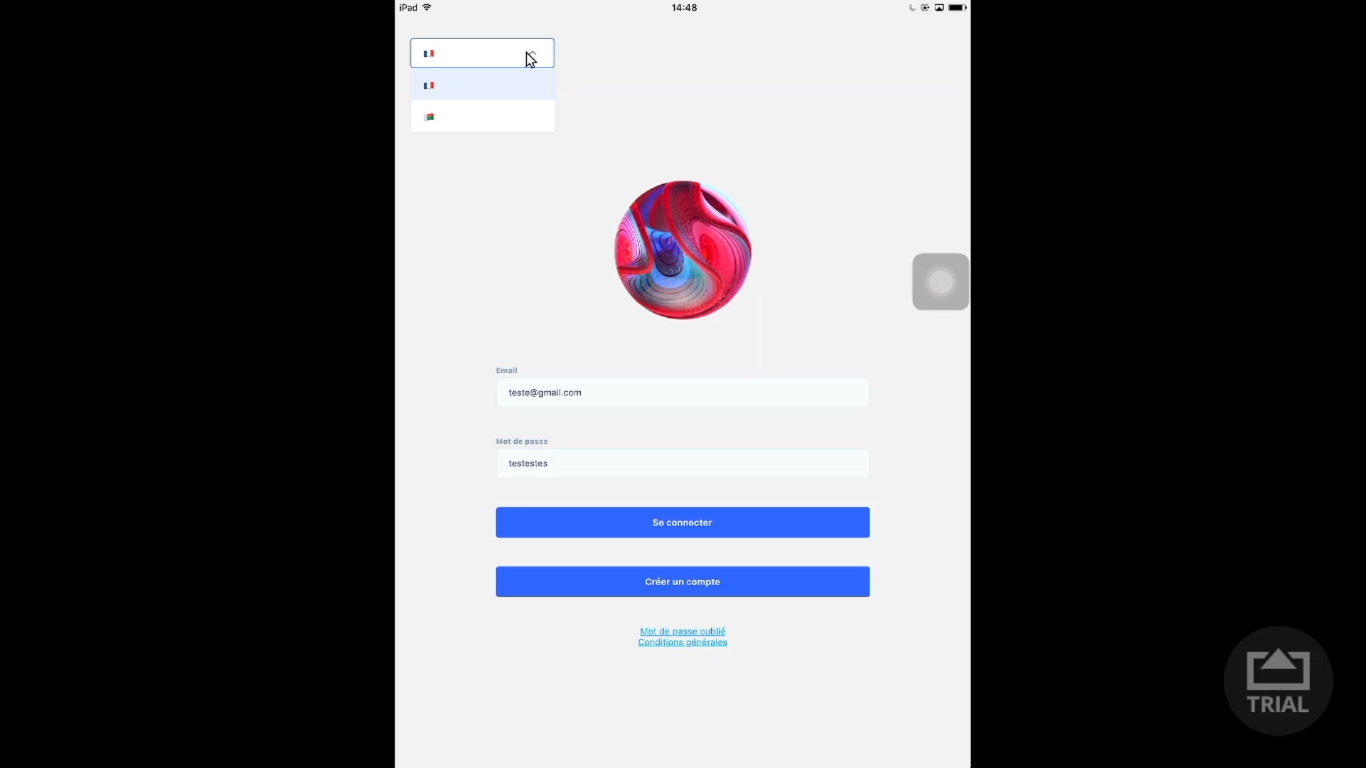 iPad
14:48
Email
teste@gmail.com
Mot de passe
testestes
Se connecter
Créer un compte
Mot de passe oublié
Conditions générales
TRIAL